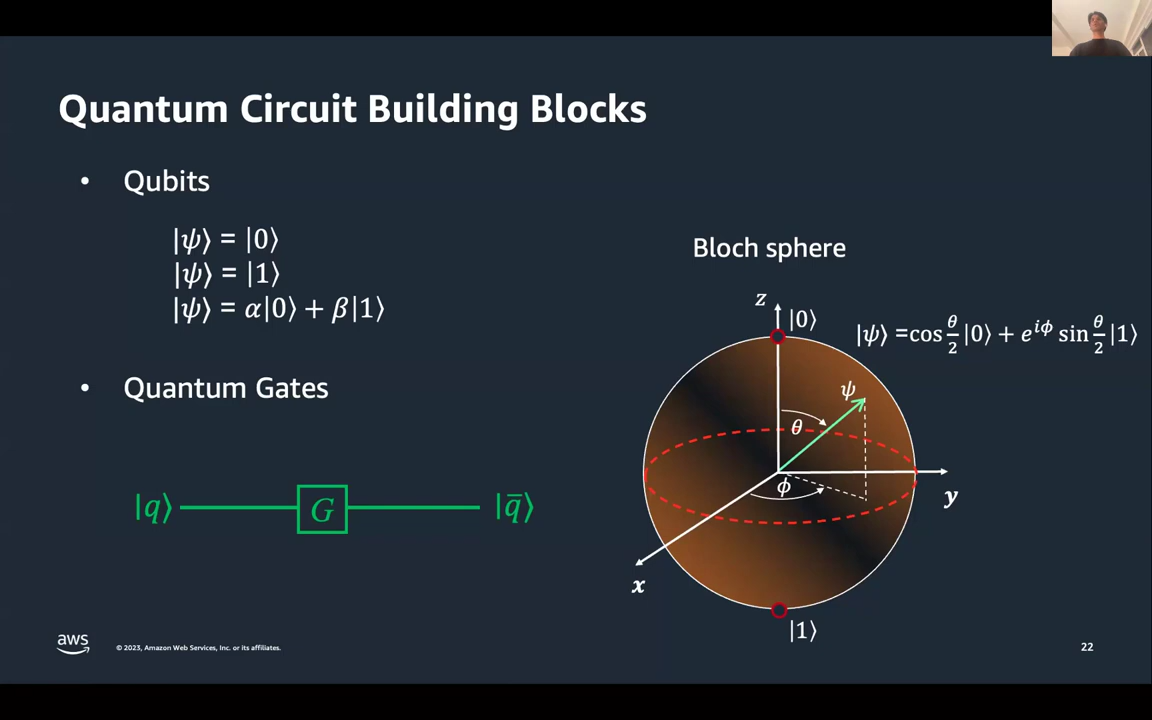 Quantum Circuit Building Blocks
• Qubits
|ψ⟩ = |0⟩
|ψ⟩ = |1⟩
|ψ⟩ = α|0⟩ + β|1⟩
• Quantum Gates
|q⟩ G |q̅⟩
Bloch sphere
z
|0⟩
|ψ⟩ =cos θ/2 |0⟩ + e^{iϕ} sin θ/2 |1⟩
ψ
θ
ϕ
y
x
|1⟩
aws
© 2023, Amazon Web Services, Inc. or its affiliates.
22